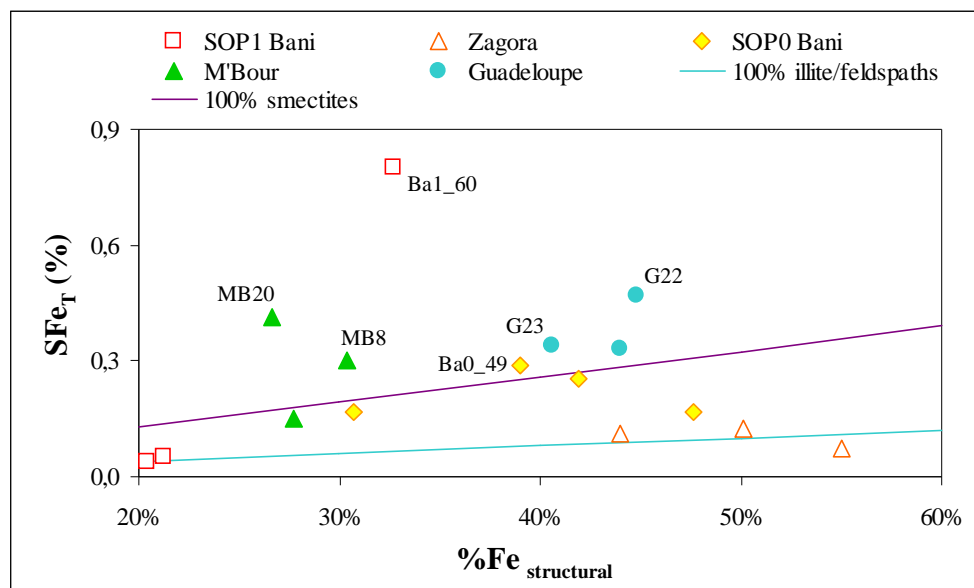 SOP1 Bani Zagora SOP0 Bani
M'Bour Guadeloupe 100% illite/feldspaths
100% smectites
SFeT (%)
0,9
0,6
0,3
0,0
Ba1_60
MB20
G22
MB8
G23
Ba0_49
20% 30% 40% 50% 60%
%Fe structural